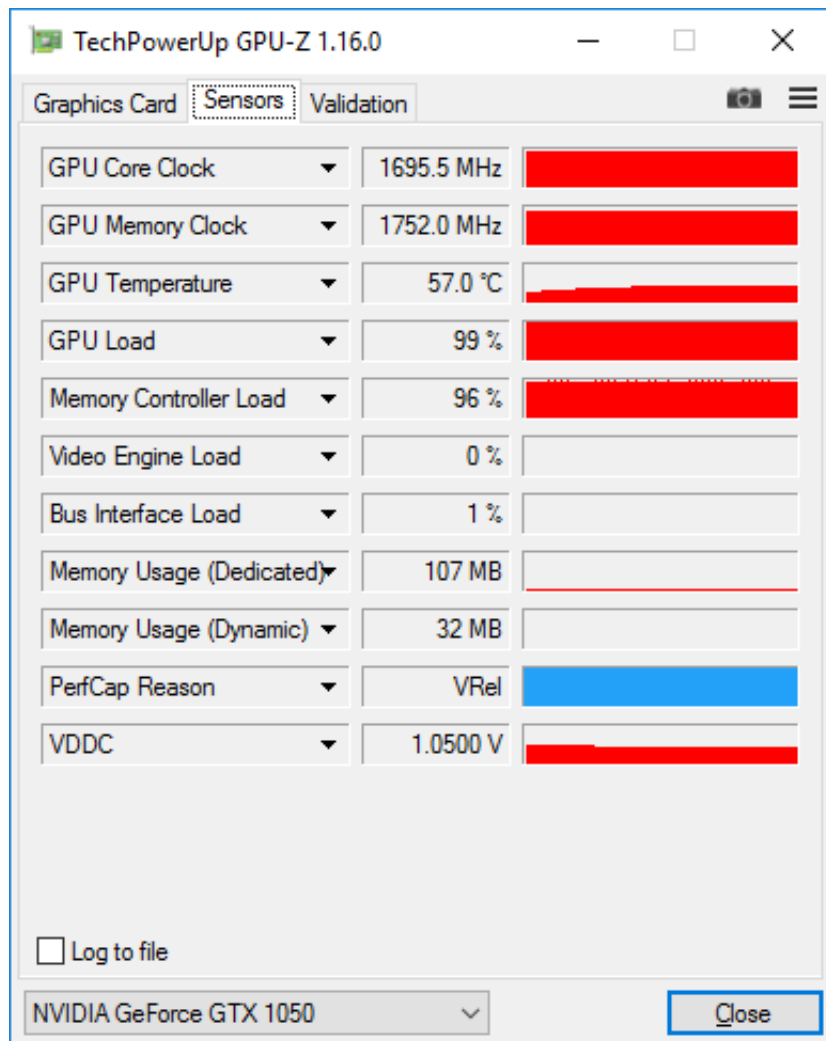 TechPowerUp GPU-Z 1.16.0
Graphics Card Sensors Validation
GPU Core Clock 1695.5 MHz
GPU Memory Clock 1752.0 MHz
GPU Temperature 57.0 °C
GPU Load 99 %
Memory Controller Load 96 %
Video Engine Load 0 %
Bus Interface Load 1 %
Memory Usage (Dedicated) 107 MB
Memory Usage (Dynamic) 32 MB
PerfCap Reason VRel
VDDC 1.0500 V
Log to file
NVIDIA GeForce GTX 1050 Close